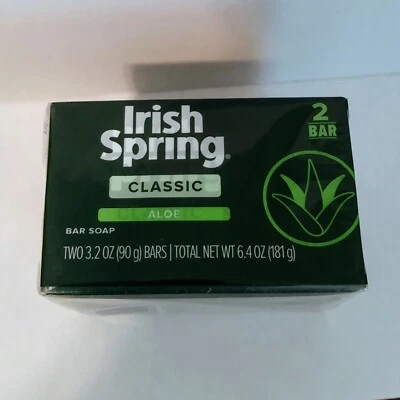 Irish
Spring®
2
BAR
CLASSIC
ALOE
BAR SOAP
TWO 3.2 OZ (90 g) BARS | TOTAL NET WT 6.4 OZ (181 g)